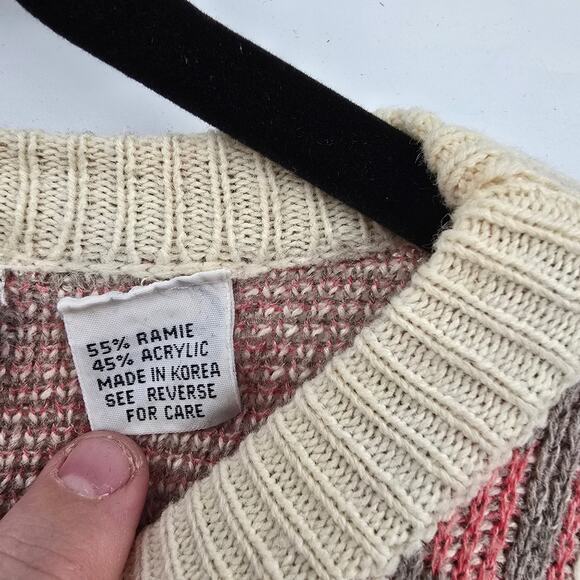 55% RAMIE
45% ACRYLIC
MADE IN KOREA
SEE REVERSE
FOR CARE